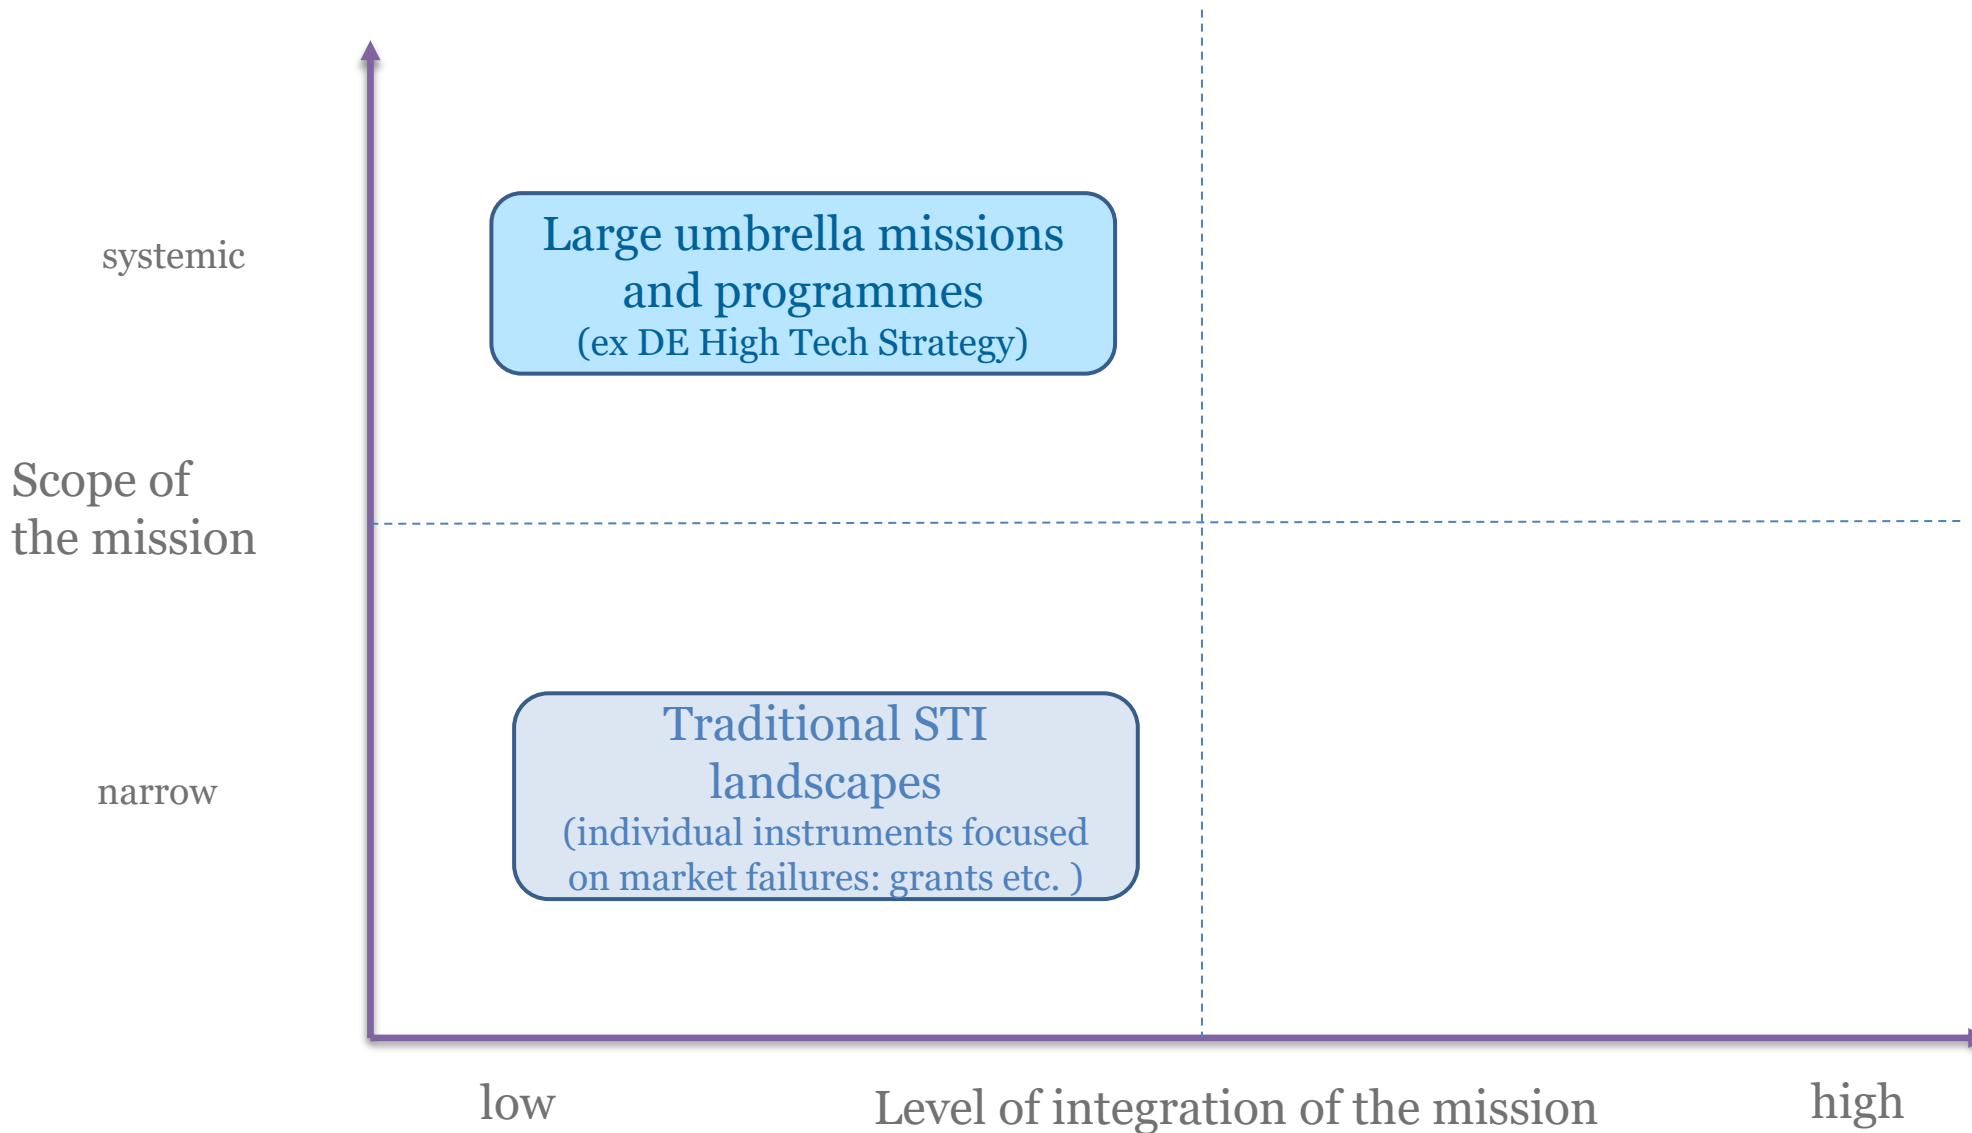 systemic
Large umbrella missions
and programmes
(ex DE High Tech Strategy)
Scope of
the mission
narrow
Traditional STI
landscapes
(individual instruments focused
on market failures: grants etc. )
low
Level of integration of the mission
high